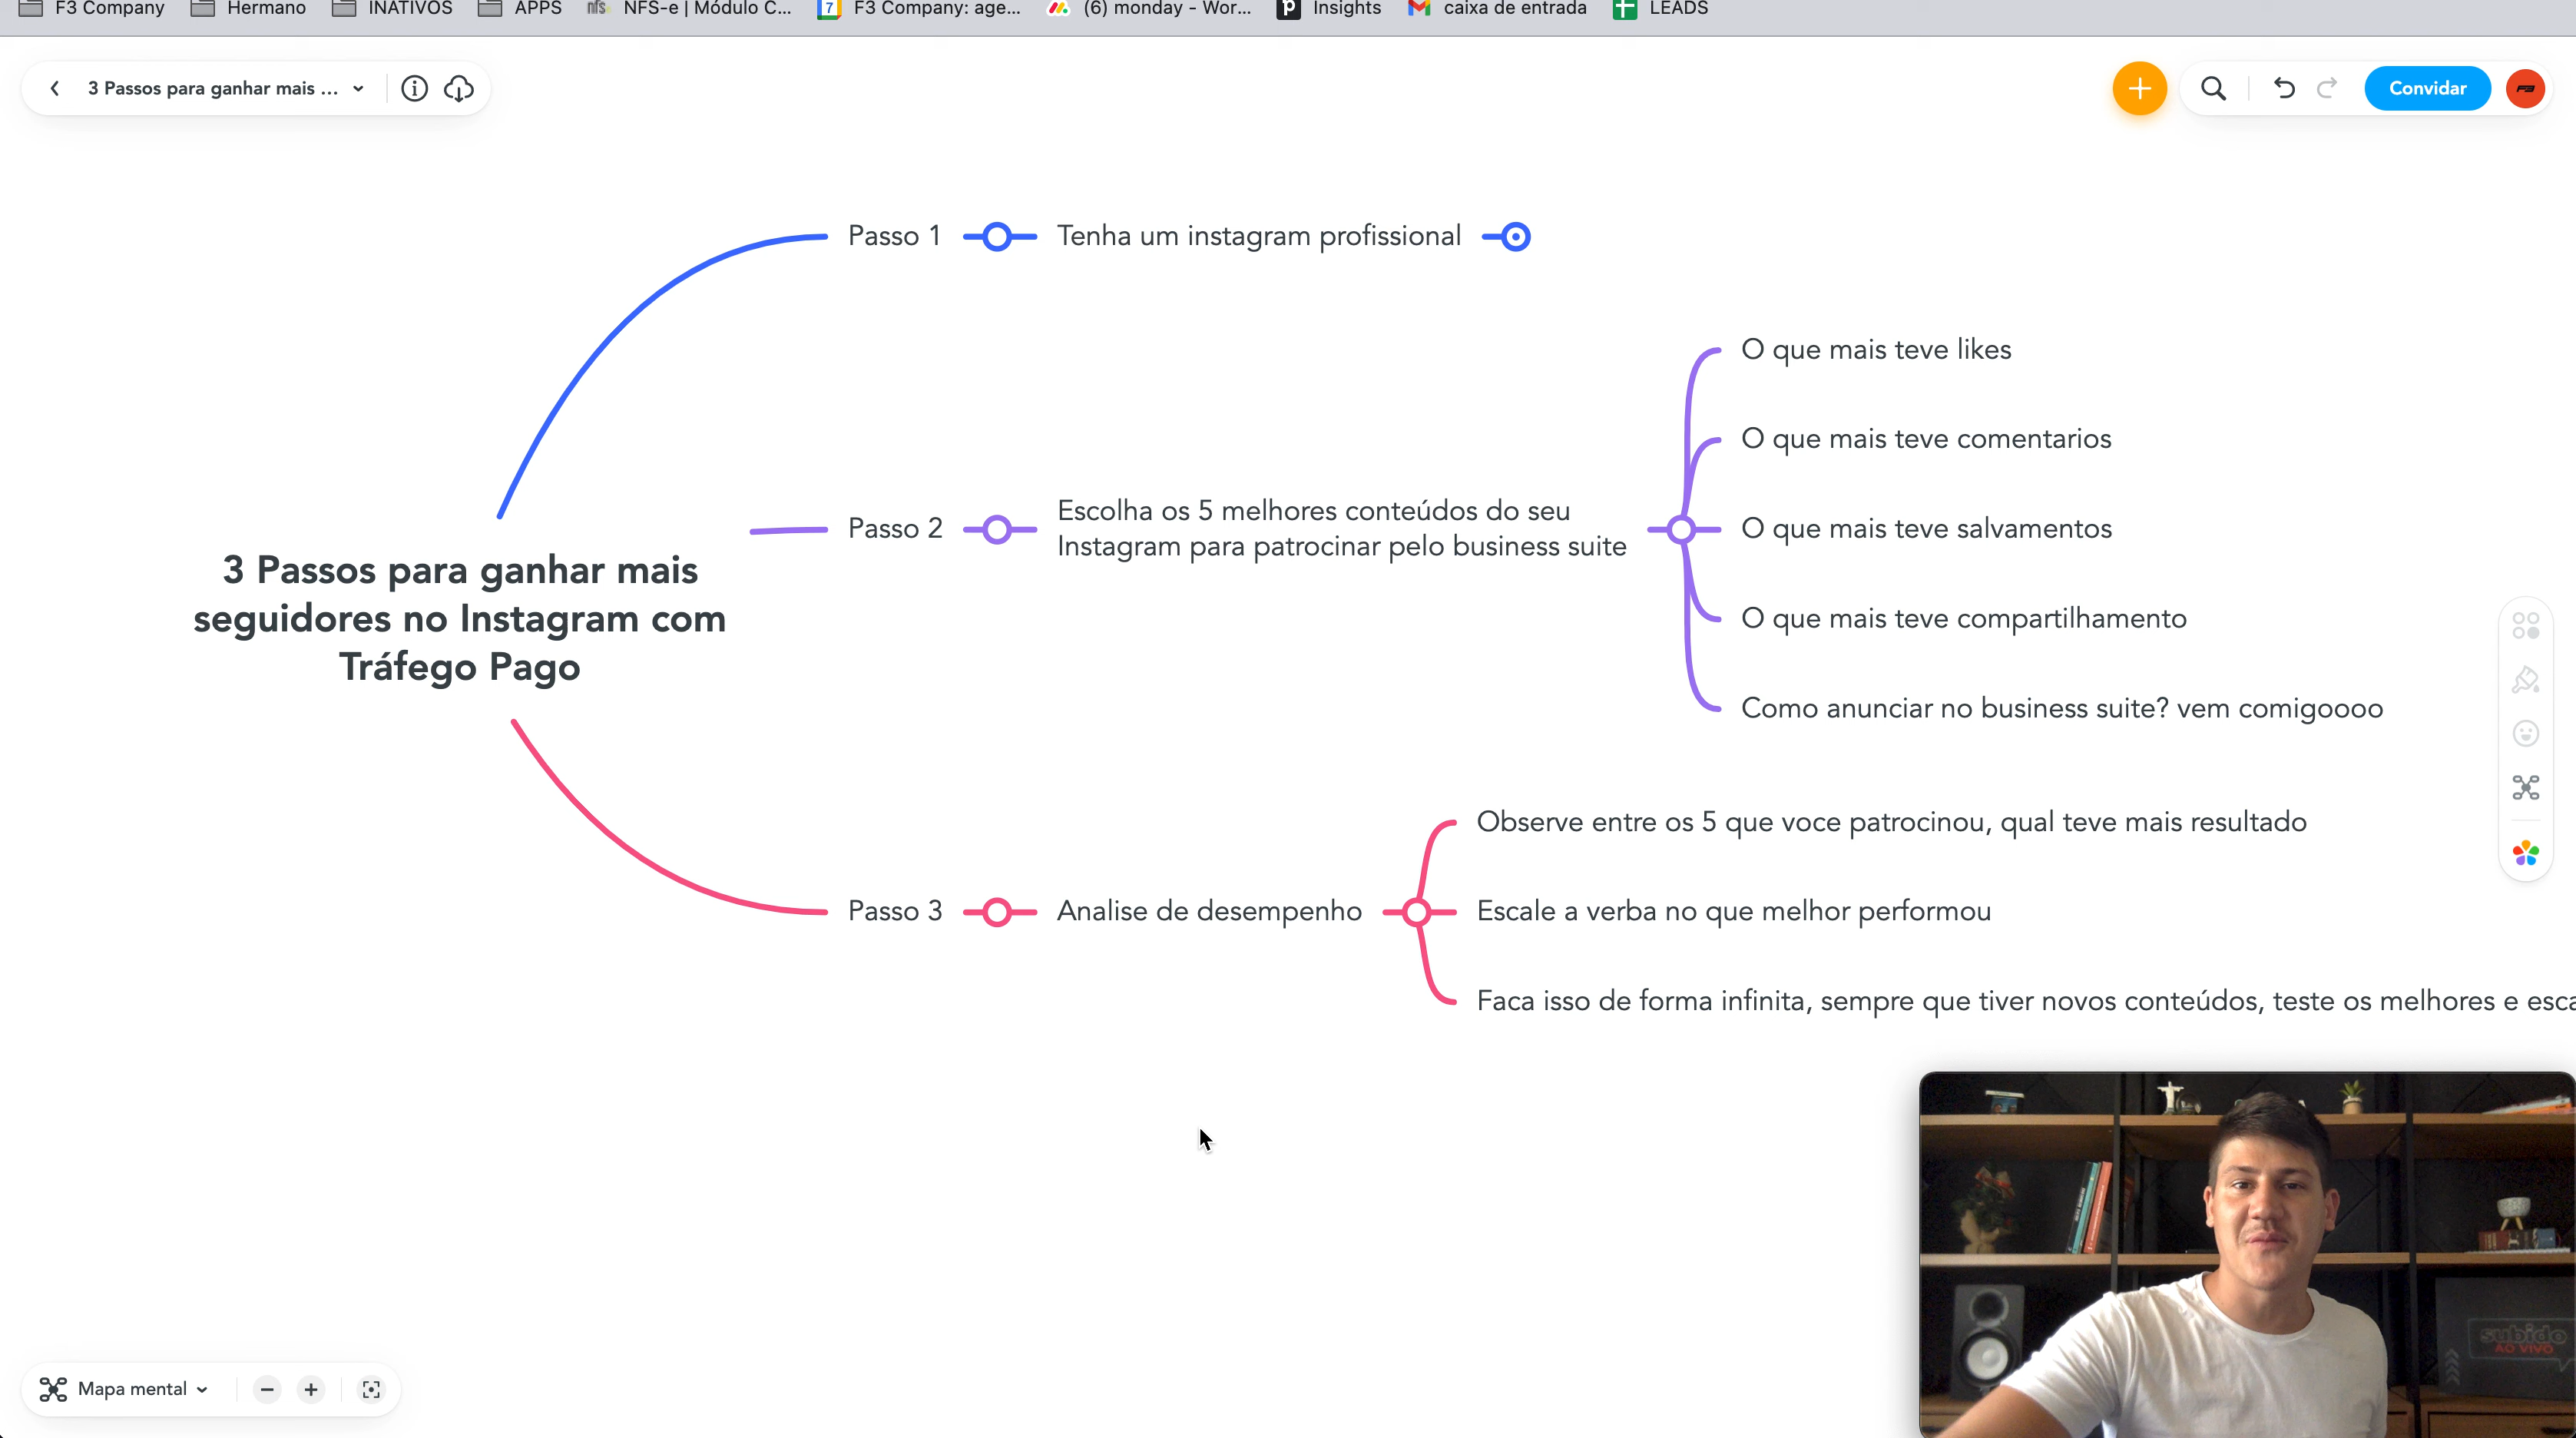 F3 Company
Hermano
INATIVOS
APPS
NFS-e | Módulo C...
F3 Company: age...
(6) monday - Wor...
Insights
caixa de entrada
LEADS
3 Passos para ganhar mais ...
Convidar
F3
Passo 1
Tenha um instagram profissional
O que mais teve likes
O que mais teve comentarios
Passo 2
Escolha os 5 melhores conteúdos do seu
Instagram para patrocinar pelo business suite
O que mais teve salvamentos
O que mais teve compartilhamento
Como anunciar no business suite? vem comigoooo
3 Passos para ganhar mais
seguidores no Instagram com
Tráfego Pago
Observe entre os 5 que voce patrocinou, qual teve mais resultado
Passo 3
Analise de desempenho
Escale a verba no que melhor performou
Faca isso de forma infinita, sempre que tiver novos conteúdos, teste os melhores e esca
subido
AO VIVO
Mapa mental